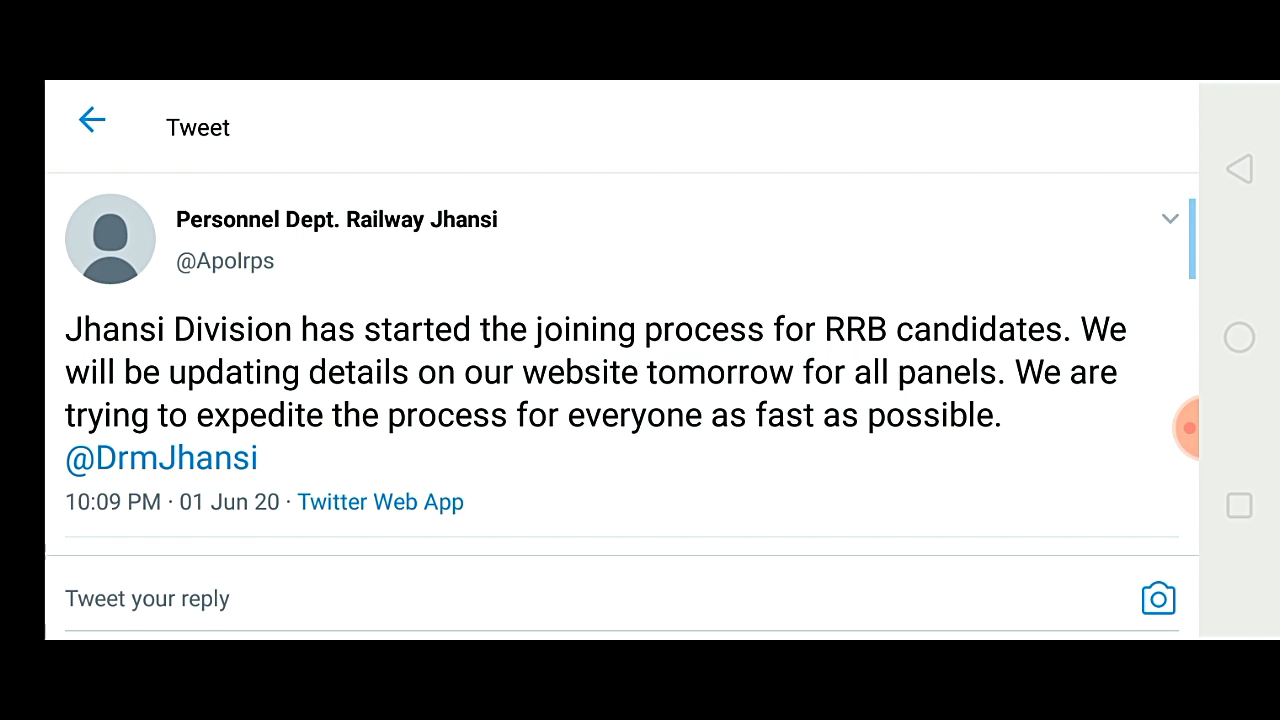 Tweet
Personnel Dept. Railway Jhansi
@Apolrps
Jhansi Division has started the joining process for RRB candidates. We
will be updating details on our website tomorrow for all panels. We are
trying to expedite the process for everyone as fast as possible.
@DrmJhansi
10:09 PM · 01 Jun 20 · Twitter Web App
Tweet your reply